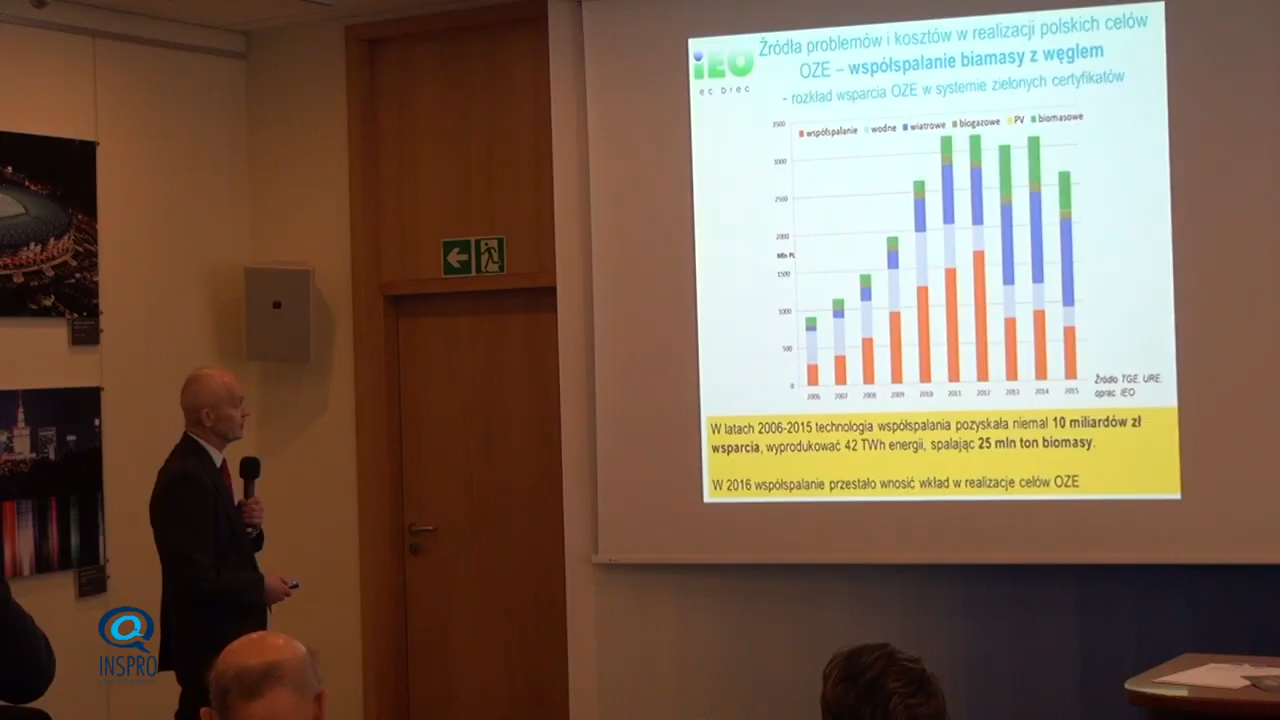 iEO
ec brec
Źródła problemów i kosztów w realizacji polskich celów
OZE – współspalanie biamasy z węglem
- rozkład wsparcia OZE w systemie zielonych certyfikatów
współspalanie wodne wiatrowe biogazowe PV biomasowe
3500
3000
2500
2000
Mln PL
1500
1000
500
0
2006 2007 2008 2009 2010 2011 2012 2013 2014 2015
Źródło TGE, URE,
oprac. IEO
W latach 2006-2015 technologia współspalania pozyskała niemal 10 miliardów zł
wsparcia, wyprodukować 42 TWh energii, spalając 25 mln ton biomasy.
W 2016 współspalanie przestało wnosić wkład w realizacje celów OZE
INSPRO